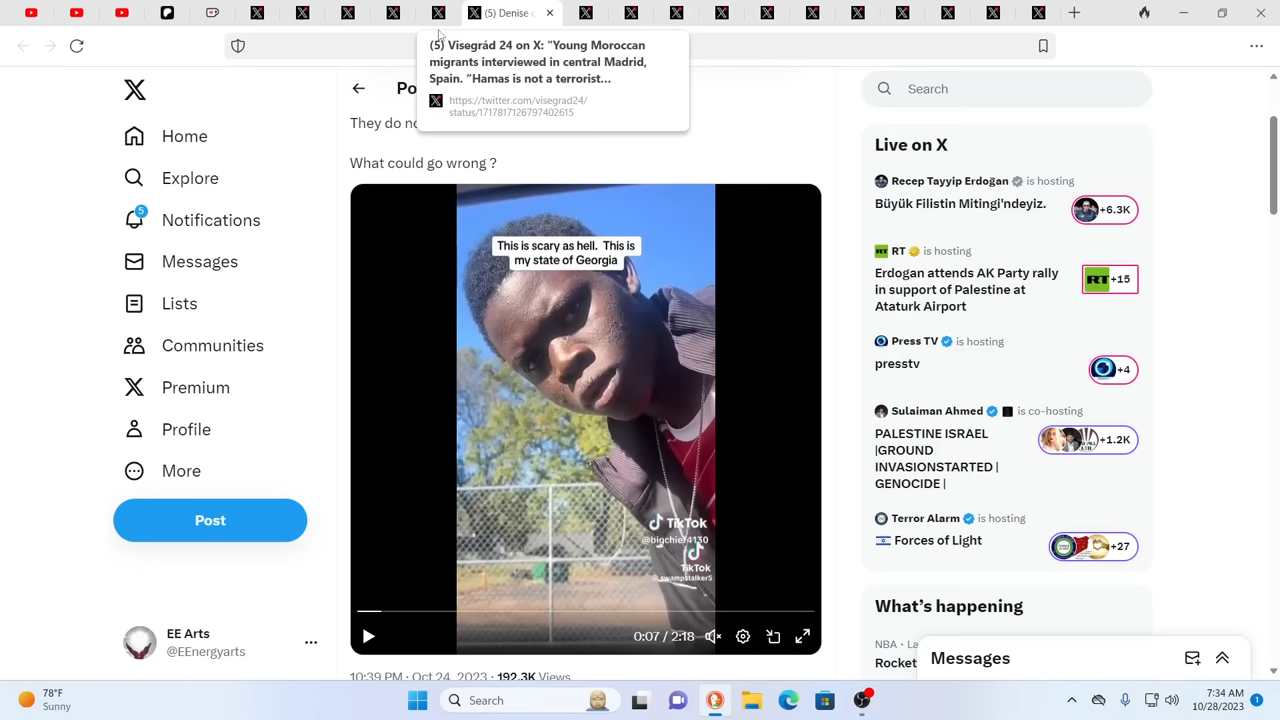 (5) Denise
(5) Visegrád 24 on X: "Young Moroccan
migrants interviewed in central Madrid,
Spain. “Hamas is not a terrorist...
https://twitter.com/visegrad24/
status/1717817126797402615
Home
Explore
5
Notifications
Messages
Lists
Communities
Premium
Profile
More
Post
EE Arts
@EEnergyarts
Po
They do no
What could go wrong ?
This is scary as hell. This is
my state of Georgia
TikTok
@bigchief4130
TikTok
@_swampstalker5
0:07 / 2:18
10:39 PM · Oct 24, 2023 · 192.3K Views
Search
Live on X
Recep Tayyip Erdoğan is hosting
Büyük Filistin Mitingi'ndeyiz.
+6.3K
RT is hosting
Erdogan attends AK Party rally
in support of Palestine at
Ataturk Airport
RT +15
Press TV is hosting
presstv
+4
Sulaiman Ahmed is co-hosting
PALESTINE ISRAEL
|GROUND
INVASIONSTARTED |
GENOCIDE |
+1.2K
Terror Alarm is hosting
Forces of Light
+27
What’s happening
NBA · La
Rocket
Messages
78°F
Sunny
Search
7:34 AM
10/28/2023
1